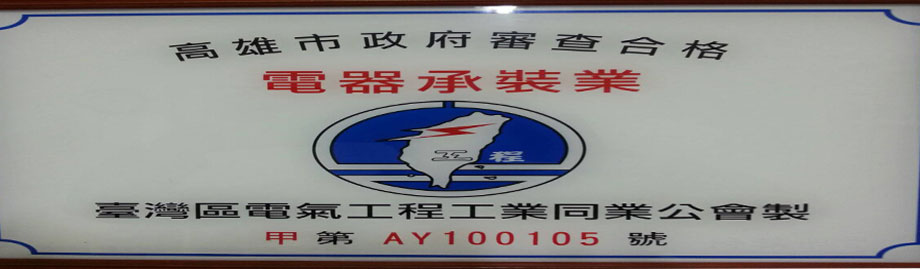 高雄市政府審查合格
電器承裝業
工程
臺灣區電氣工程工業同業公會製
甲第 AY100105 號